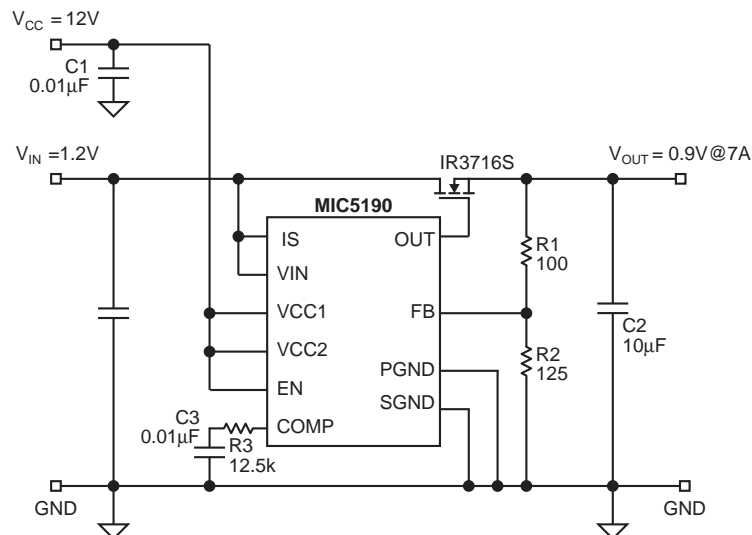 V_CC = 12V
C1
0.01µF
V_IN =1.2V
IR3716S
V_OUT = 0.9V@7A
MIC5190
IS
OUT
R1
100
VIN
VCC1
FB
C2
10µF
VCC2
R2
125
PGND
EN
SGND
C3
0.01µF
COMP
R3
12.5k
GND
GND